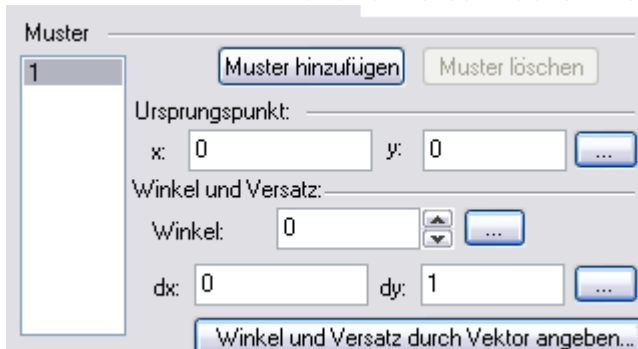 Muster
1
Muster hinzufügen Muster löschen
Ursprungspunkt:
x: 0 y: 0 ...
Winkel und Versatz:
Winkel: 0 ...
dx: 0 dy: 1 ...
Winkel und Versatz durch Vektor angeben...